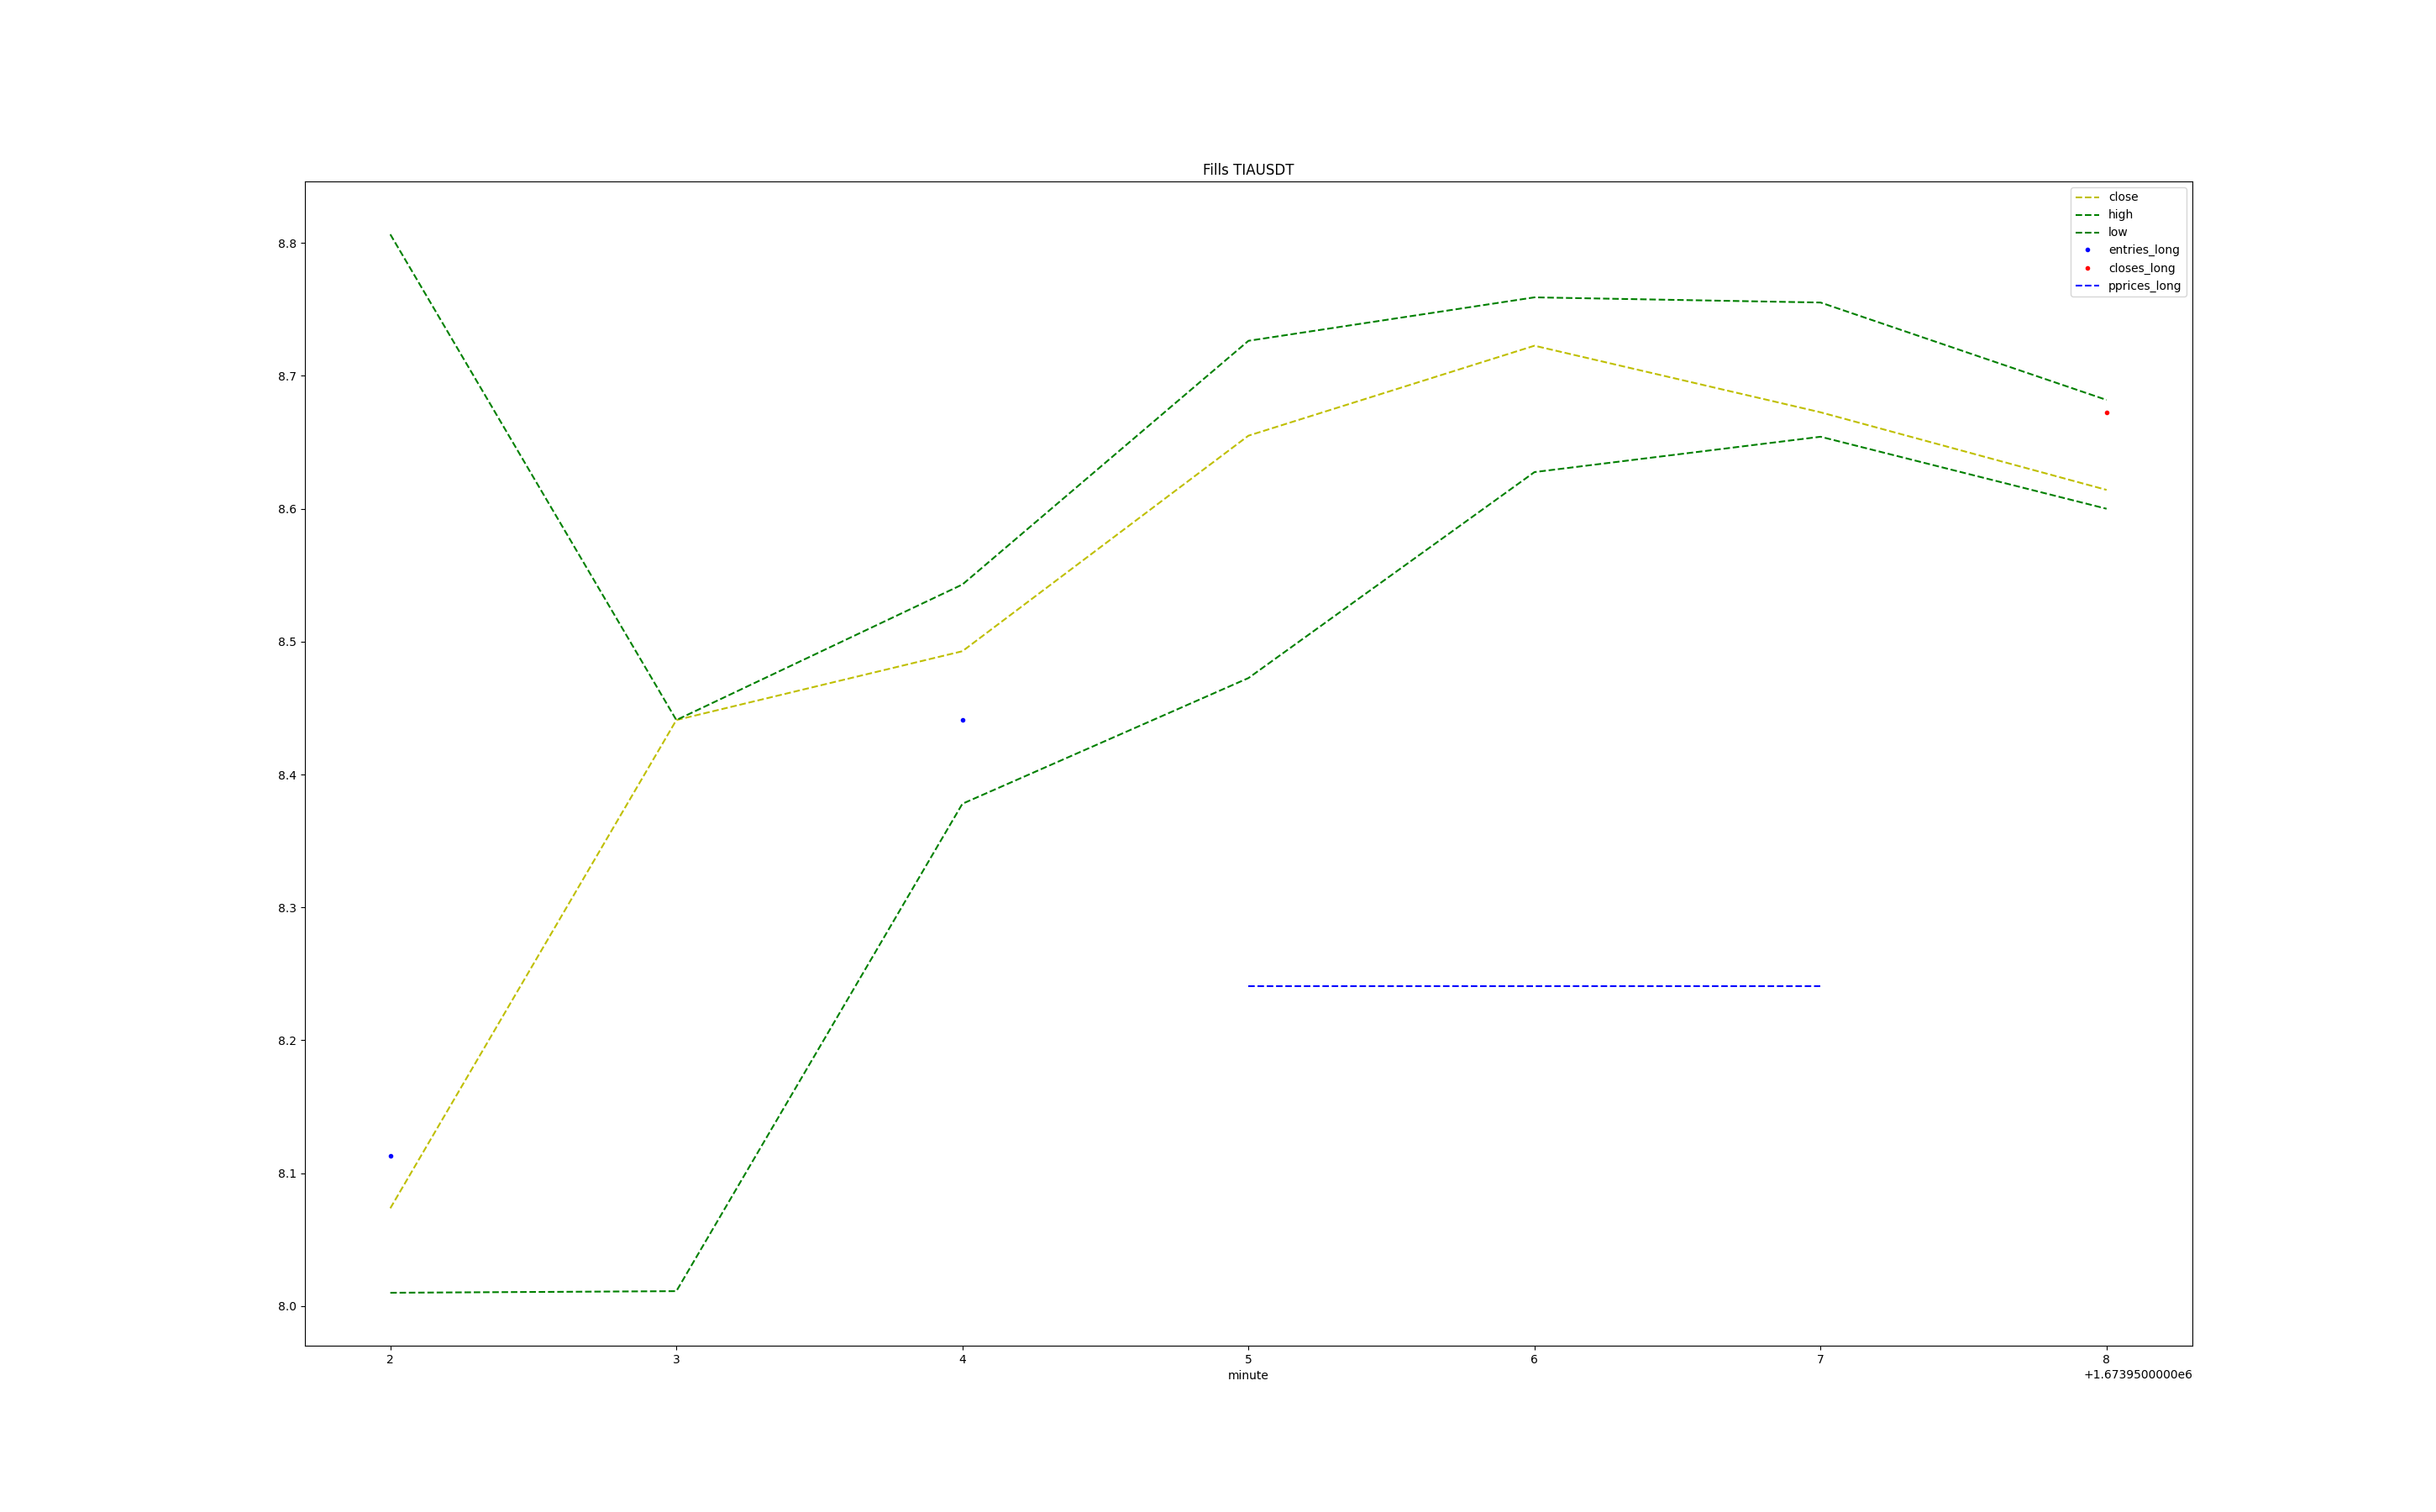 Fills TIAUSDT
close
high
low
entries_long
closes_long
pprices_long
8.8
8.7
8.6
8.5
8.4
8.3
8.2
8.1
8.0
2 3 4 5 6 7 8
minute
+1.6739500000e6